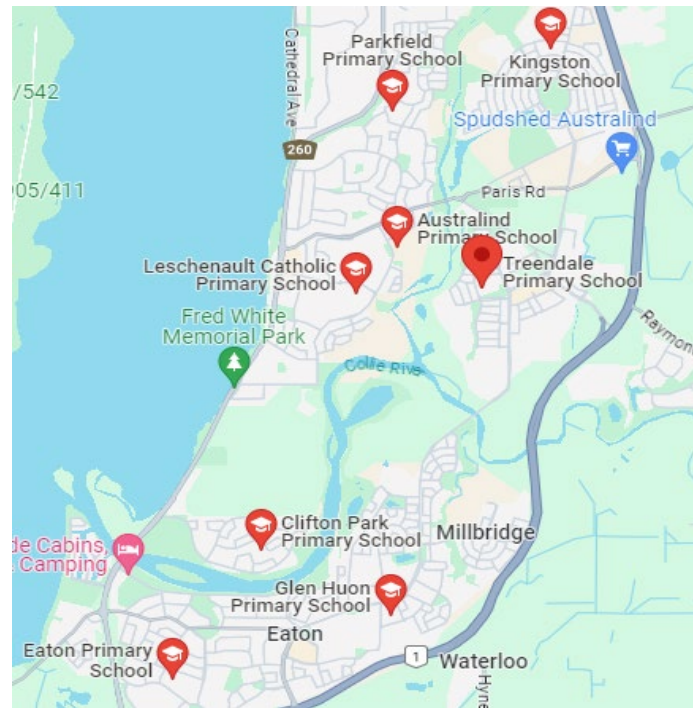 Parkfield
Primary School
Kingston
Primary School
/542
Cathedral Ave
Spudshed Australind
260
905/411
Paris Rd
Australind
Primary School
Leschenault Catholic
Primary School
Treendale
Primary School
Fred White
Memorial Park
Raymon
Collie River
Clifton Park
Primary School
Millbridge
de Cabins,
Camping
Glen Huon
Primary School
Eaton
Eaton Primary
School
1
Waterloo
Hyne